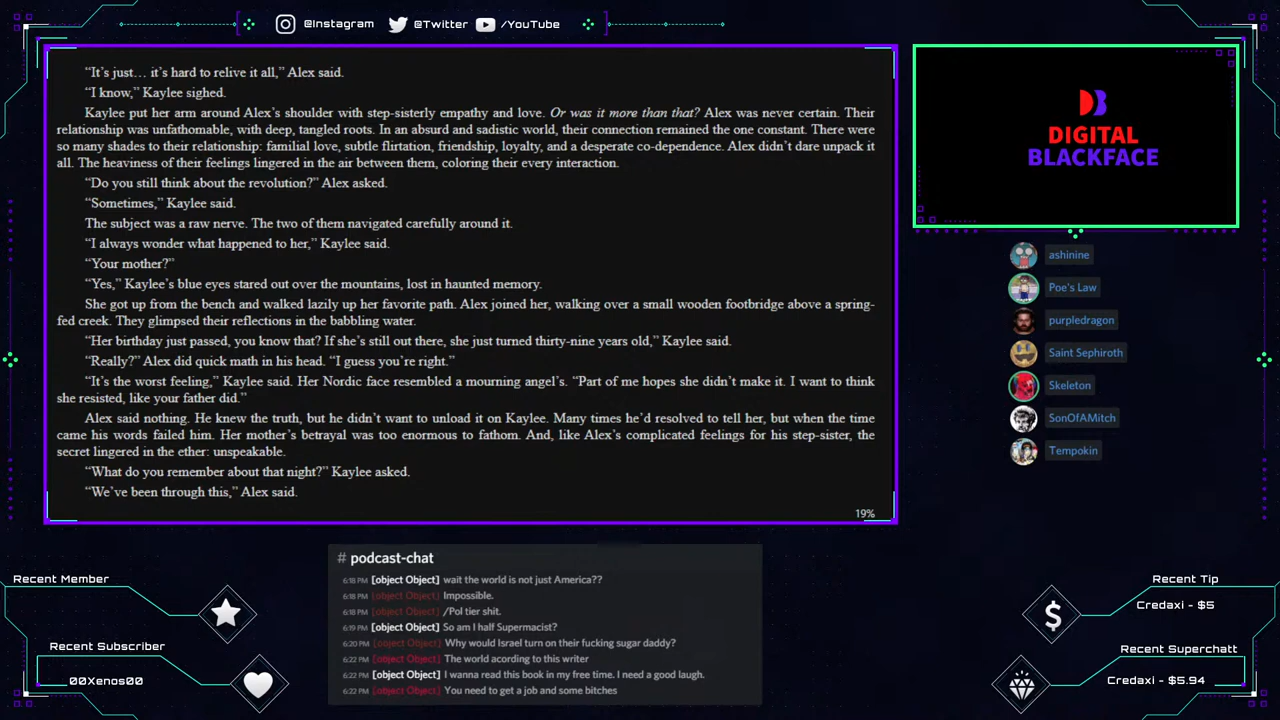 @Instagram @Twitter /YouTube
“It’s just… it’s hard to relive it all,” Alex said.
“I know,” Kaylee sighed.
Kaylee put her arm around Alex’s shoulder with step-sisterly empathy and love. Or was it more than that? Alex was never certain. Their
relationship was unfathomable, with deep, tangled roots. In an absurd and sadistic world, their connection remained the one constant. There were
so many shades to their relationship: familial love, subtle flirtation, friendship, loyalty, and a desperate co-dependence. Alex didn’t dare unpack it
all. The heaviness of their feelings lingered in the air between them, coloring their every interaction.
“Do you still think about the revolution?” Alex asked.
“Sometimes,” Kaylee said.
The subject was a raw nerve. The two of them navigated carefully around it.
“I always wonder what happened to her,” Kaylee said.
“Your mother?”
“Yes,” Kaylee’s blue eyes stared out over the mountains, lost in haunted memory.
She got up from the bench and walked lazily up her favorite path. Alex joined her, walking over a small wooden footbridge above a spring-
fed creek. They glimpsed their reflections in the babbling water.
“Her birthday just passed, you know that? If she’s still out there, she just turned thirty-nine years old,” Kaylee said.
“Really?” Alex did quick math in his head. “I guess you’re right.”
“It’s the worst feeling,” Kaylee said. Her Nordic face resembled a mourning angel’s. “Part of me hopes she didn’t make it. I want to think
she resisted, like your father did.”
Alex said nothing. He knew the truth, but he didn’t want to unload it on Kaylee. Many times he’d resolved to tell her, but when the time
came his words failed him. Her mother’s betrayal was too enormous to fathom. And, like Alex’s complicated feelings for his step-sister, the
secret lingered in the ether: unspeakable.
“What do you remember about that night?” Kaylee asked.
“We’ve been through this,” Alex said.
19%
DIGITAL
BLACKFACE
ashinine
Poe's Law
purpledragon
Saint Sephiroth
Skeleton
SonOfAMitch
Tempokin
# podcast-chat
6:18 PM [object Object] wait the world is not just America??
6:18 PM [object Object] Impossible.
6:18 PM [object Object] /Pol tier shit.
6:19 PM [object Object] So am I half Supermacist?
6:20 PM [object Object] Why would Israel turn on their fucking sugar daddy?
6:22 PM [object Object] The world acording to this writer
6:22 PM [object Object] I wanna read this book in my free time. I need a good laugh.
6:22 PM [object Object] You need to get a job and some bitches
Recent Member
Recent Subscriber
00Xenos00
Recent Tip
Credaxi - $5
Recent Superchatt
Credaxi - $5.94